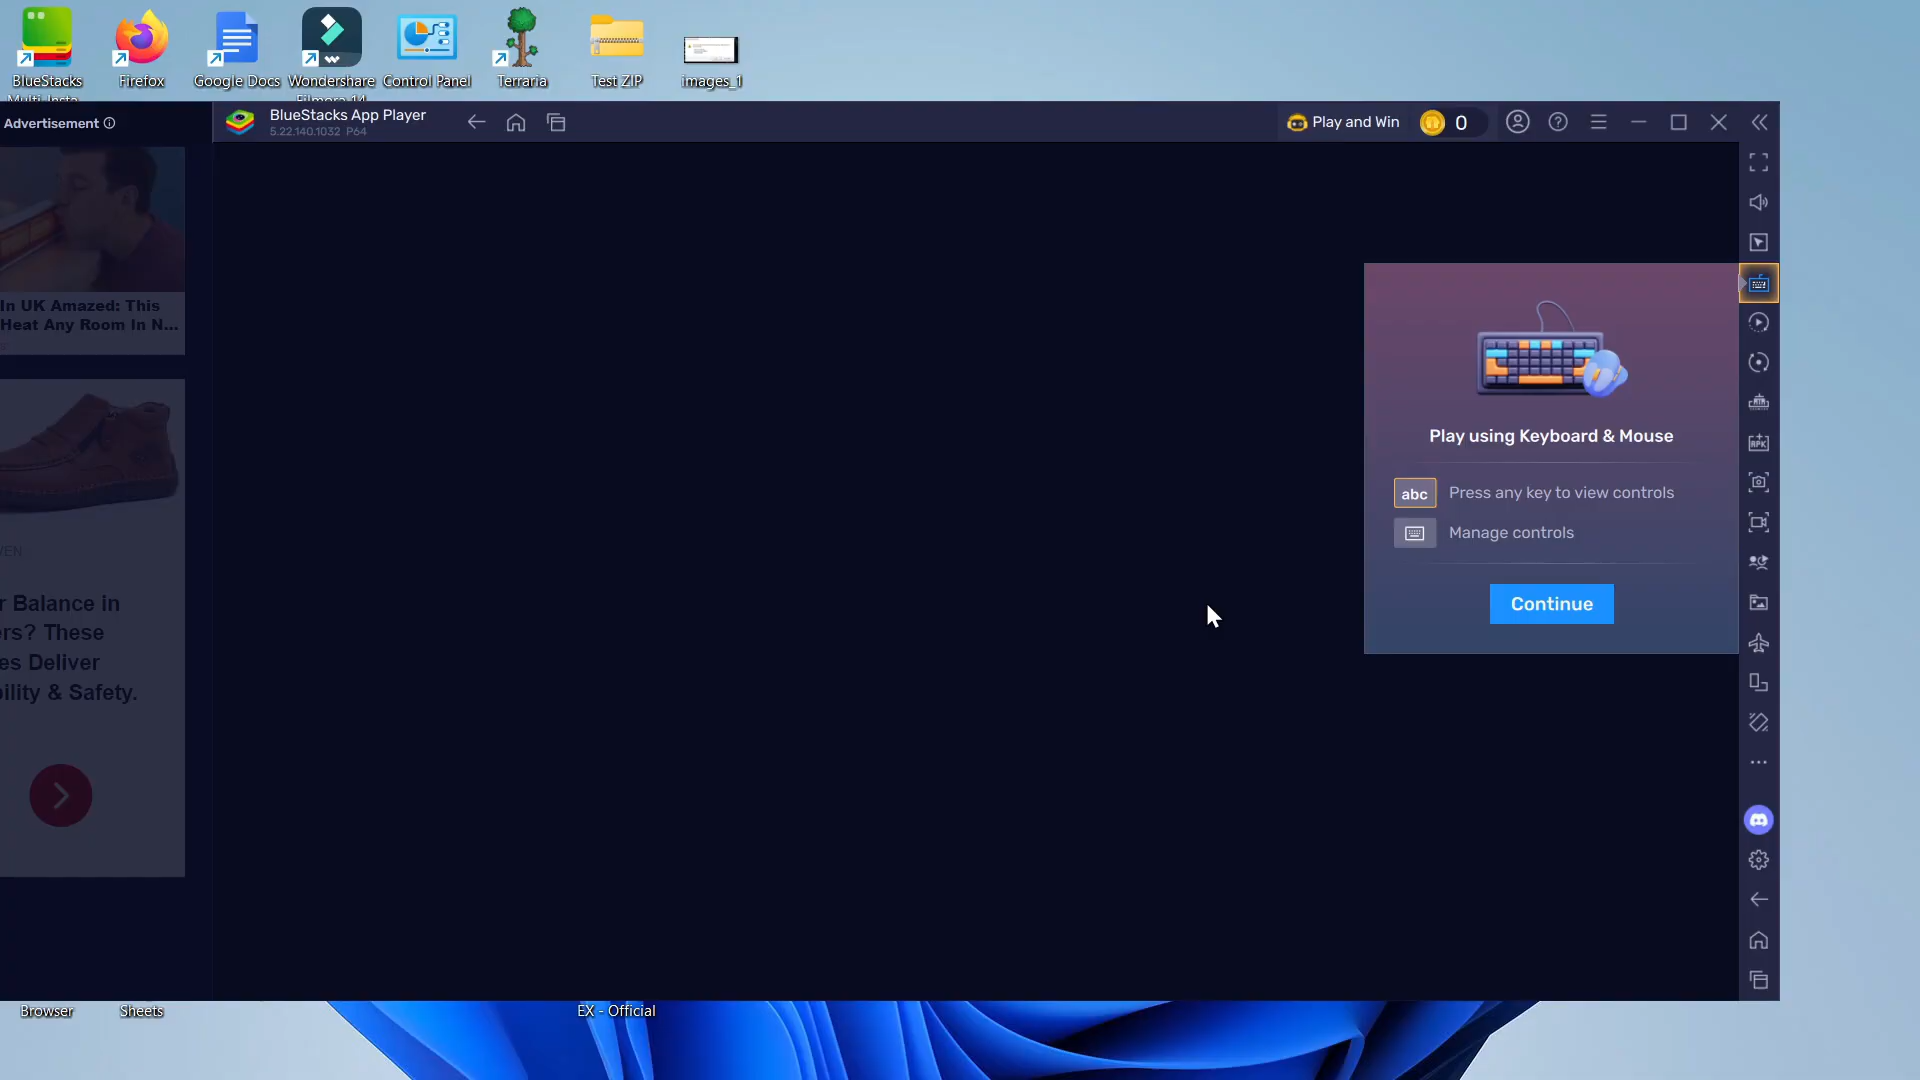 BlueStacks
Firefox
Google Docs
Wondershare
Control Panel
Terraria
Test ZIP
images_1
Advertisement
BlueStacks App Player
5.22.140.1032 P64
Play and Win
0
In UK Amazed: This
Heat Any Room In N...
Play using Keyboard & Mouse
abc Press any key to view controls
Manage controls
Continue
APK
VEN
r Balance in
ers? These
es Deliver
bility & Safety.
Browser
Sheets
EX - Official